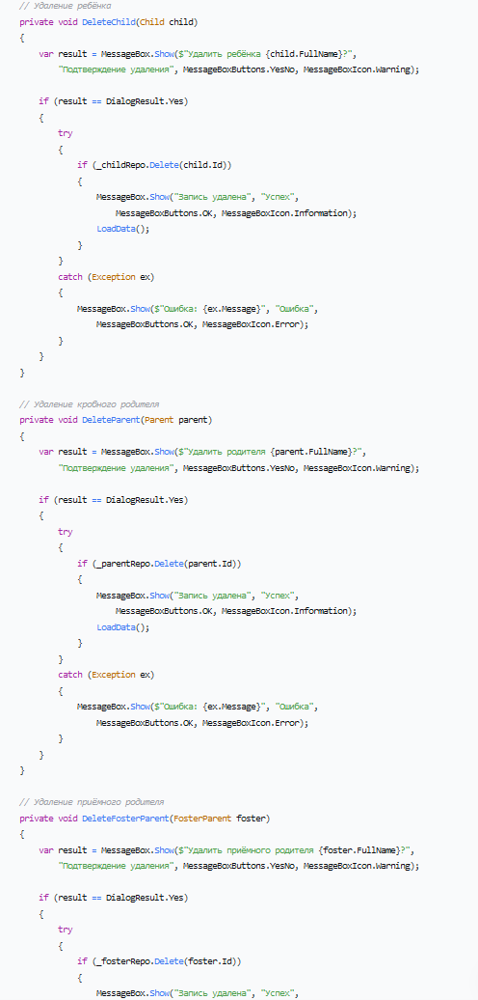 // Удаление ребёнка
private void DeleteChild(Child child)
{
    var result = MessageBox.Show($"Удалить ребёнка {child.FullName}?",
        "Подтверждение удаления", MessageBoxButtons.YesNo, MessageBoxIcon.Warning);

    if (result == DialogResult.Yes)
    {
        try
        {
            if (_childRepo.Delete(child.Id))
            {
                MessageBox.Show("Запись удалена", "Успех",
                    MessageBoxButtons.OK, MessageBoxIcon.Information);
                LoadData();
            }
        }
        catch (Exception ex)
        {
            MessageBox.Show($"Ошибка: {ex.Message}", "Ошибка",
                MessageBoxButtons.OK, MessageBoxIcon.Error);
        }
    }
}

// Удаление кровного родителя
private void DeleteParent(Parent parent)
{
    var result = MessageBox.Show($"Удалить родителя {parent.FullName}?",
        "Подтверждение удаления", MessageBoxButtons.YesNo, MessageBoxIcon.Warning);

    if (result == DialogResult.Yes)
    {
        try
        {
            if (_parentRepo.Delete(parent.Id))
            {
                MessageBox.Show("Запись удалена", "Успех",
                    MessageBoxButtons.OK, MessageBoxIcon.Information);
                LoadData();
            }
        }
        catch (Exception ex)
        {
            MessageBox.Show($"Ошибка: {ex.Message}", "Ошибка",
                MessageBoxButtons.OK, MessageBoxIcon.Error);
        }
    }
}

// Удаление приёмного родителя
private void DeleteFosterParent(FosterParent foster)
{
    var result = MessageBox.Show($"Удалить приёмного родителя {foster.FullName}?",
        "Подтверждение удаления", MessageBoxButtons.YesNo, MessageBoxIcon.Warning);

    if (result == DialogResult.Yes)
    {
        try
        {
            if (_fosterRepo.Delete(foster.Id))
            {
                MessageBox.Show("Запись удалена", "Успех",